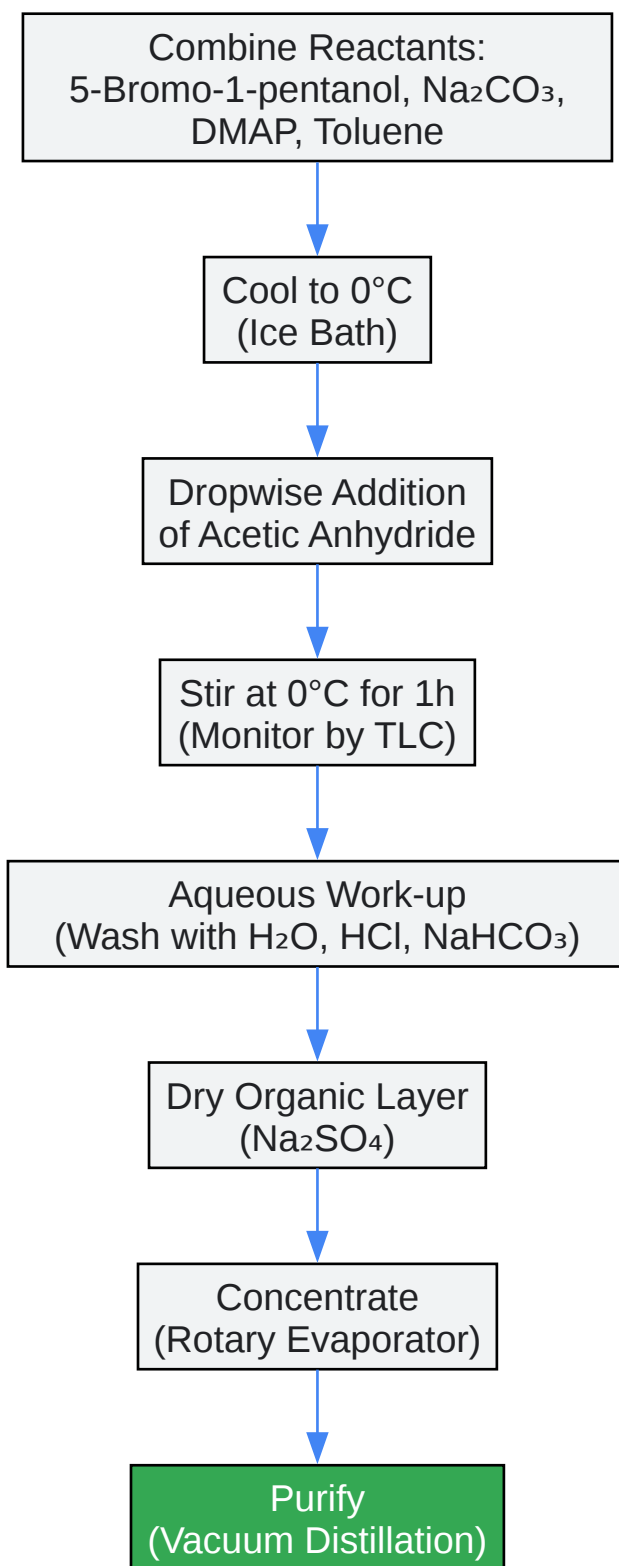 Combine Reactants:
5-Bromo-1-pentanol, Na₂CO₃,
DMAP, Toluene
Cool to 0°C
(Ice Bath)
Dropwise Addition
of Acetic Anhydride
Stir at 0°C for 1h
(Monitor by TLC)
Aqueous Work-up
(Wash with H₂O, HCl, NaHCO₃)
Dry Organic Layer
(Na₂SO₄)
Concentrate
(Rotary Evaporator)
Purify
(Vacuum Distillation)